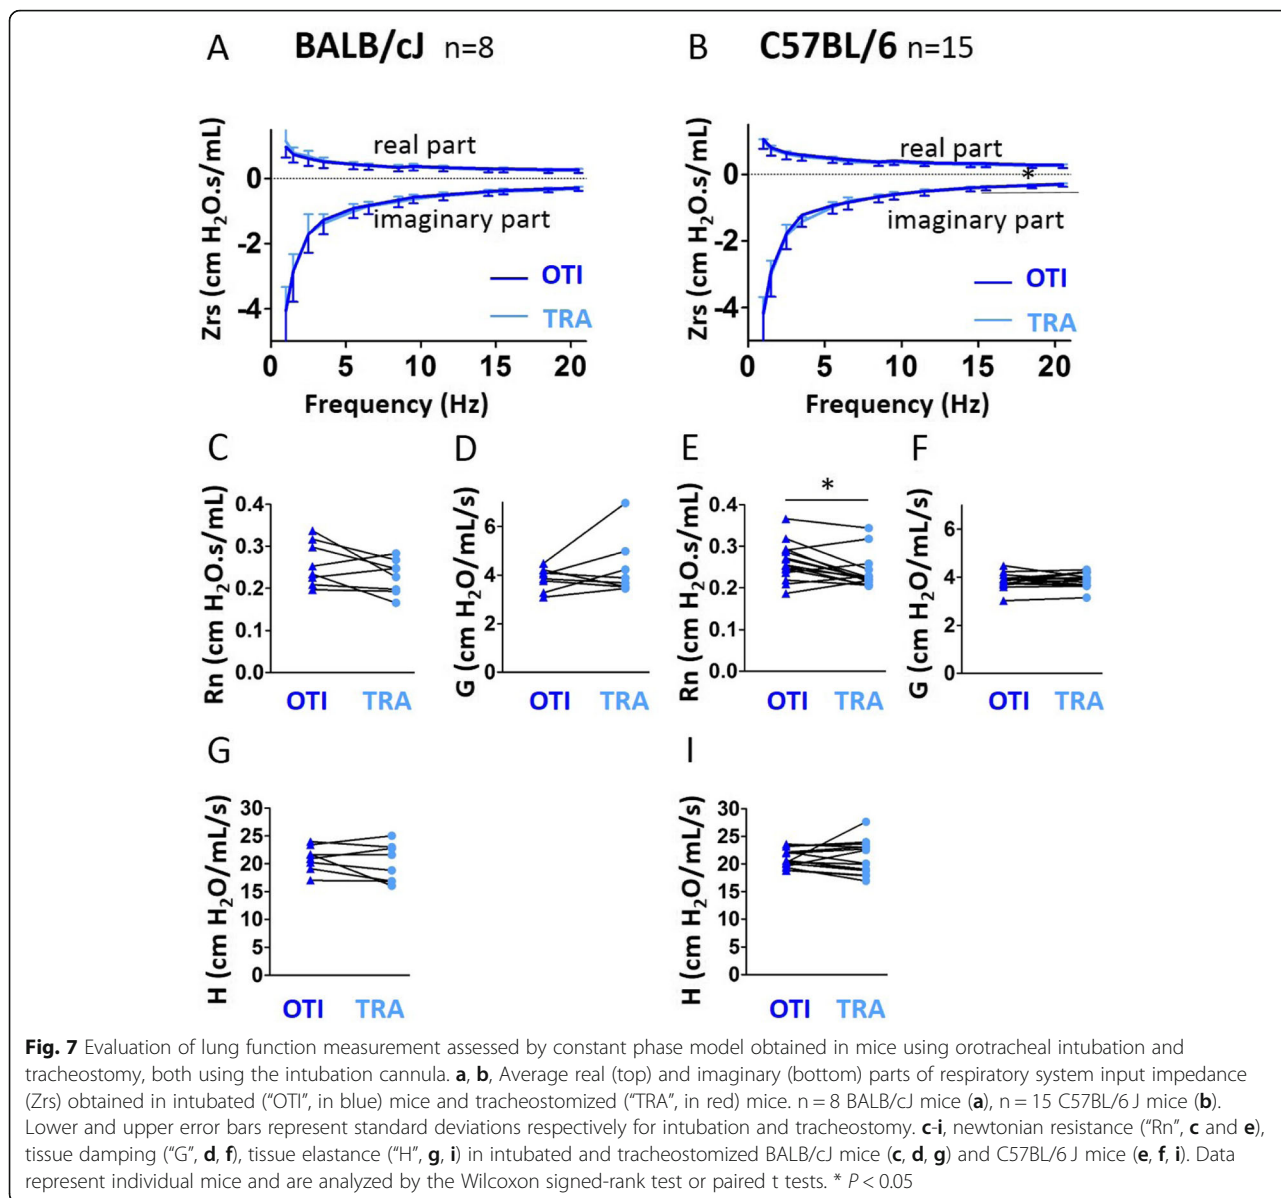 A BALB/cJ n=8
B C57BL/6 n=15
Zrs (cm H₂O.s/mL)
0
-2
-4
real part
imaginary part
OTI
TRA
0 5 10 15 20
Frequency (Hz)
Zrs (cm H₂O.s/mL)
0
-2
-4
real part
*
imaginary part
OTI
TRA
0 5 10 15 20
Frequency (Hz)
C
Rn (cm H₂O.s/mL)
0.4
0.3
0.2
0.1
0.0
OTI TRA
D
G (cm H₂O/mL/s)
6
4
2
0
OTI TRA
E
Rn (cm H₂O.s/mL)
0.4
0.3
0.2
0.1
0.0
*
OTI TRA
F
G (cm H₂O/mL/s)
6
4
2
0
OTI TRA
G
H (cm H₂O/mL/s)
30
25
20
15
10
5
0
OTI TRA
I
H (cm H₂O/mL/s)
30
25
20
15
10
5
0
OTI TRA
Fig. 7 Evaluation of lung function measurement assessed by constant phase model obtained in mice using orotracheal intubation and
tracheostomy, both using the intubation cannula. a, b, Average real (top) and imaginary (bottom) parts of respiratory system input impedance
(Zrs) obtained in intubated (“OTI”, in blue) mice and tracheostomized (“TRA”, in red) mice. n = 8 BALB/cJ mice (a), n = 15 C57BL/6 J mice (b).
Lower and upper error bars represent standard deviations respectively for intubation and tracheostomy. c-i, newtonian resistance (“Rn”, c and e),
tissue damping (“G”, d, f), tissue elastance (“H”, g, i) in intubated and tracheostomized BALB/cJ mice (c, d, g) and C57BL/6 J mice (e, f, i). Data
represent individual mice and are analyzed by the Wilcoxon signed-rank test or paired t tests. * P < 0.05